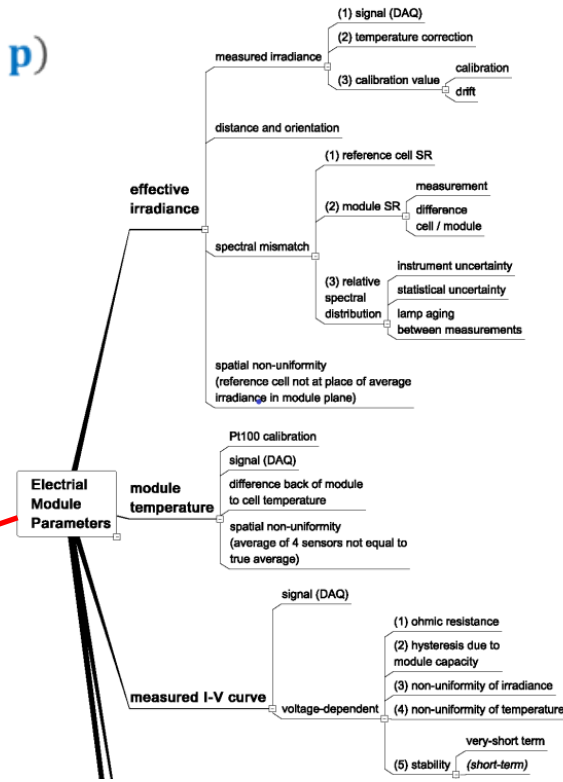 p)
(1) signal (DAQ)
(2) temperature correction
measured irradiance
(3) calibration value
calibration
drift
distance and orientation
effective
irradiance
(1) reference cell SR
(2) module SR
measurement
difference
cell / module
spectral mismatch
(3) relative
spectral
distribution
instrument uncertainty
statistical uncertainty
lamp aging
between measurements
spatial non-uniformity
(reference cell not at place of average
irradiance in module plane)
Electrial
Module
Parameters
module
temperature
Pt100 calibration
signal (DAQ)
difference back of module
to cell temperature
spatial non-uniformity
(average of 4 sensors not equal to
true average)
measured I-V curve
signal (DAQ)
voltage-dependent
(1) ohmic resistance
(2) hysteresis due to
module capacity
(3) non-uniformity of irradiance
(4) non-uniformity of temperature
(5) stability
very-short term
(short-term)